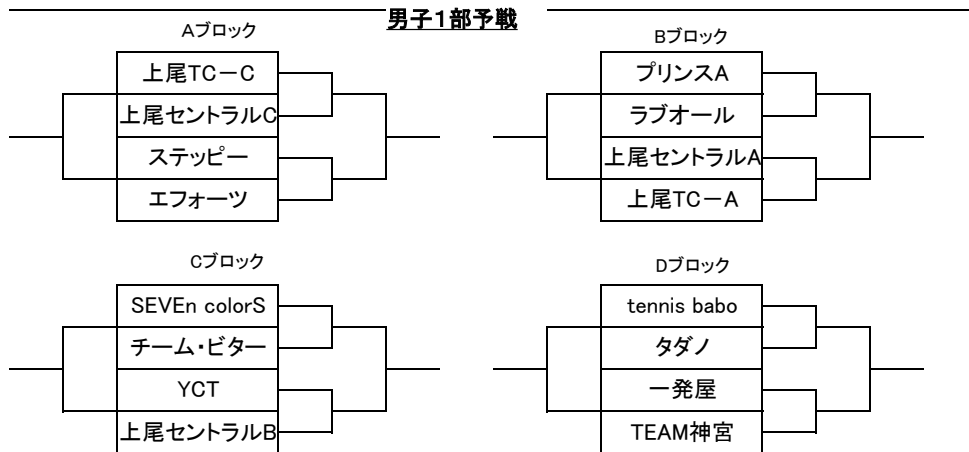 男子1部予戦
Aブロック
上尾TC－C
上尾セントラルC
ステッピー
エフォーツ
Bブロック
プリンスA
ラブオール
上尾セントラルA
上尾TC－A
Cブロック
SEVEn colorS
チーム・ビター
YCT
上尾セントラルB
Dブロック
tennis babo
タダノ
一発屋
TEAM神宮